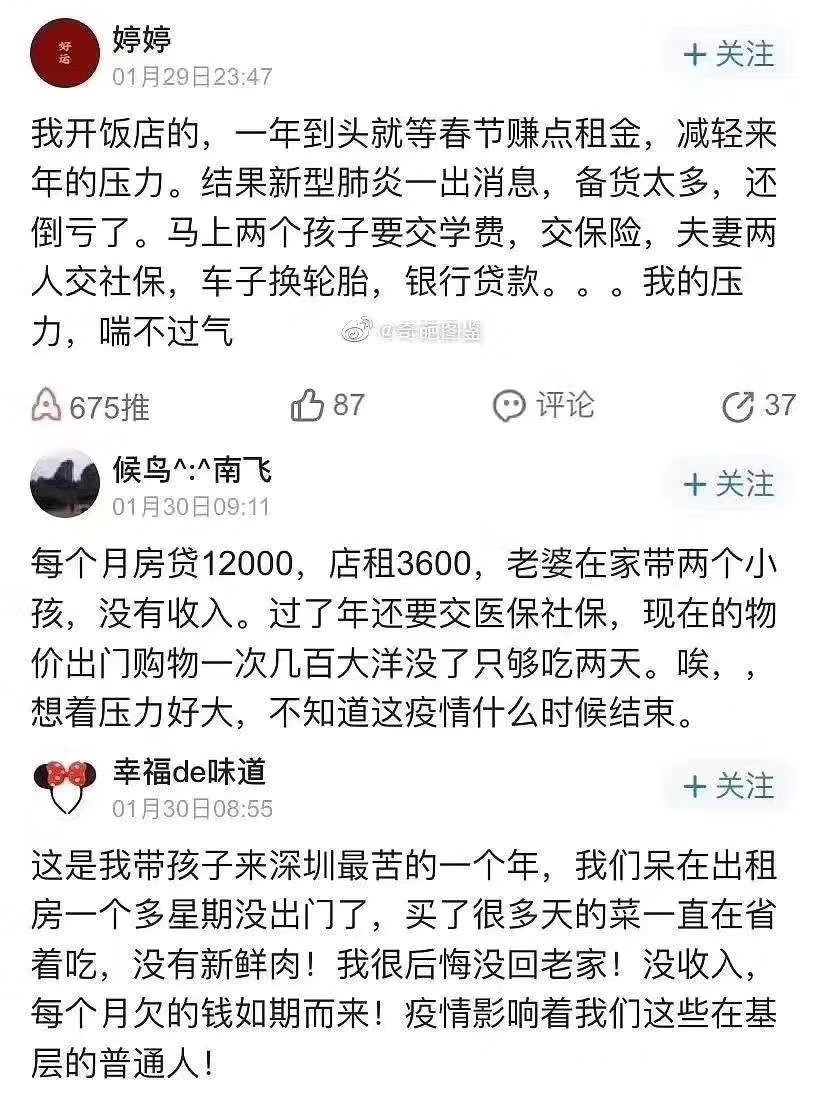 好运
婷婷
+关注
01月29日23:47
我开饭店的，一年到头就等春节赚点租金，减轻来
年的压力。结果新型肺炎一出消息，备货太多，还
倒亏了。马上两个孩子要交学费，交保险，夫妻两
人交社保，车子换轮胎，银行贷款。。。我的压
力，喘不过气
@奇葩图鉴
675推
87
评论
37
候鸟^:^南飞
+关注
01月30日09:11
每个月房贷12000，店租3600，老婆在家带两个小
孩，没有收入。过了年还要交医保社保，现在的物
价出门购物一次几百大洋没了只够吃两天。唉，，
想着压力好大，不知道这疫情什么时候结束。
幸福de味道
+关注
01月30日08:55
这是我带孩子来深圳最苦的一个年，我们呆在出租
房一个多星期没出门了，买了很多天的菜一直在省
着吃，没有新鲜肉！我很后悔没回老家！没收入，
每个月欠的钱如期而来！疫情影响着我们这些在基
层的普通人！